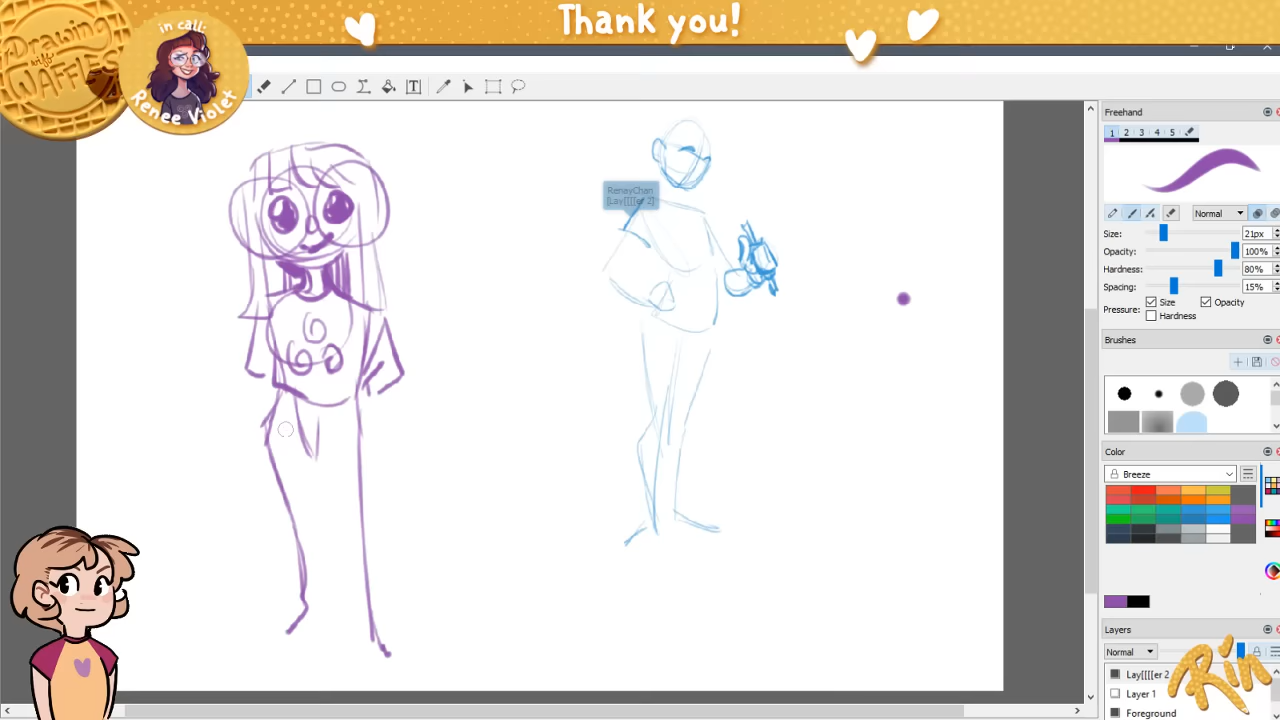 Thank you!
Drawing
with
WAFFLES
in call:
Renee Violet
T
Freehand
1 2 3 4 5
Normal
Size: 21px
Opacity: 100%
Hardness: 80%
Spacing: 15%
Pressure: Size Opacity
Hardness
Brushes
Color
Breeze
Layers
Normal
Lay[[[[er 2
Layer 1
Foreground
RenayChan
[Lay[[[[er 2]
Rin